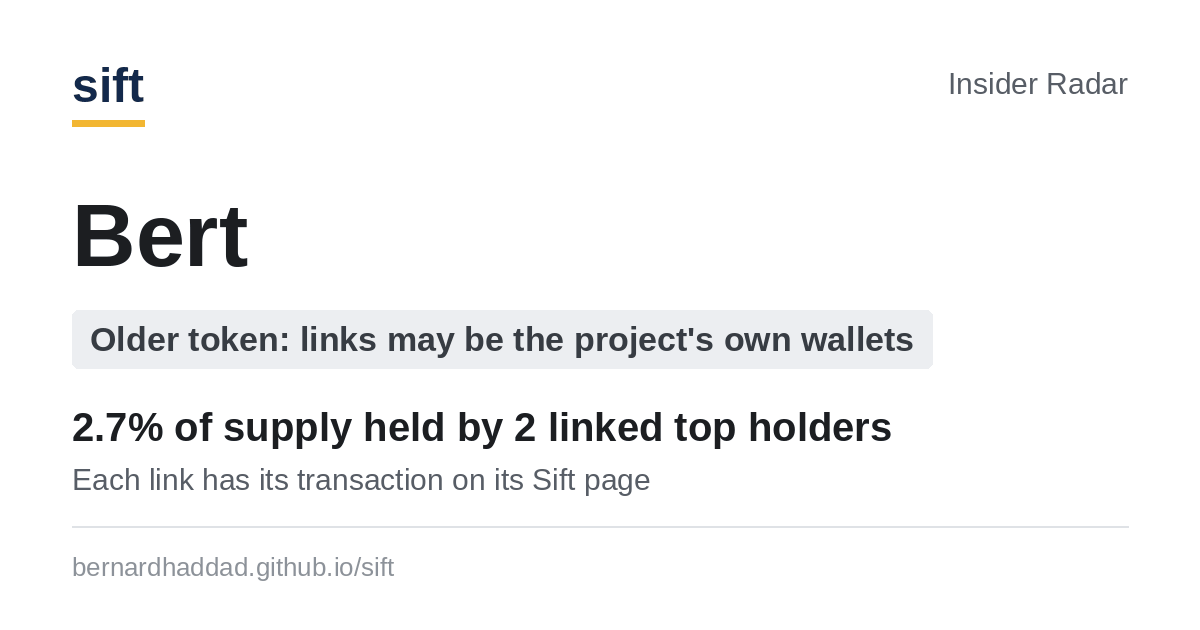 sift
Insider Radar
Bert
Older token: links may be the project's own wallets
2.7% of supply held by 2 linked top holders
Each link has its transaction on its Sift page
bernardhaddad.github.io/sift